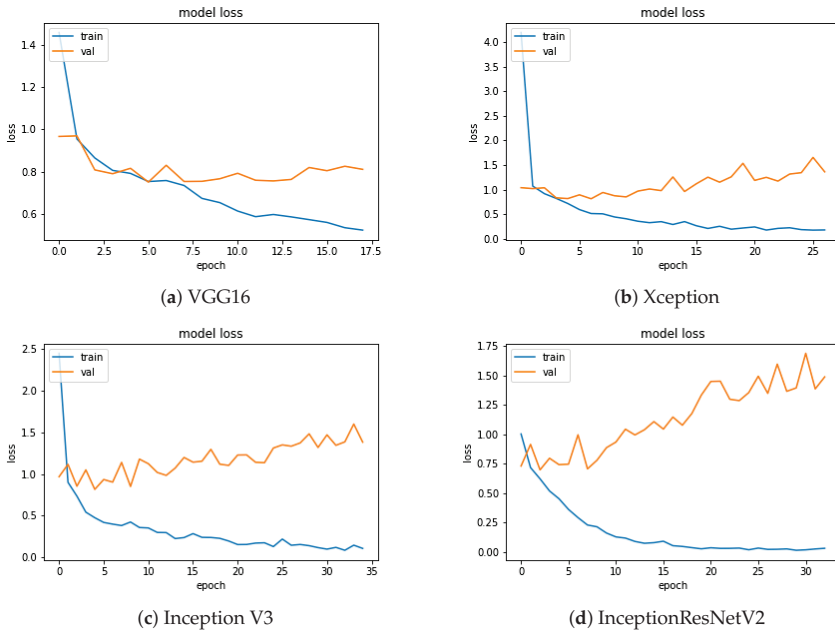 model loss
train
val
loss
1.4
1.2
1.0
0.8
0.6
0.0
2.5
5.0
7.5
10.0
12.5
15.0
17.5
epoch
(a) VGG16
model loss
train
val
loss
4.0
3.5
3.0
2.5
2.0
1.5
1.0
0.5
0.0
0
5
10
15
20
25
epoch
(b) Xception
model loss
train
val
loss
2.5
2.0
1.5
1.0
0.5
0.0
0
5
10
15
20
25
30
35
epoch
(c) Inception V3
model loss
train
val
loss
1.75
1.50
1.25
1.00
0.75
0.50
0.25
0.00
0
5
10
15
20
25
30
epoch
(d) InceptionResNetV2